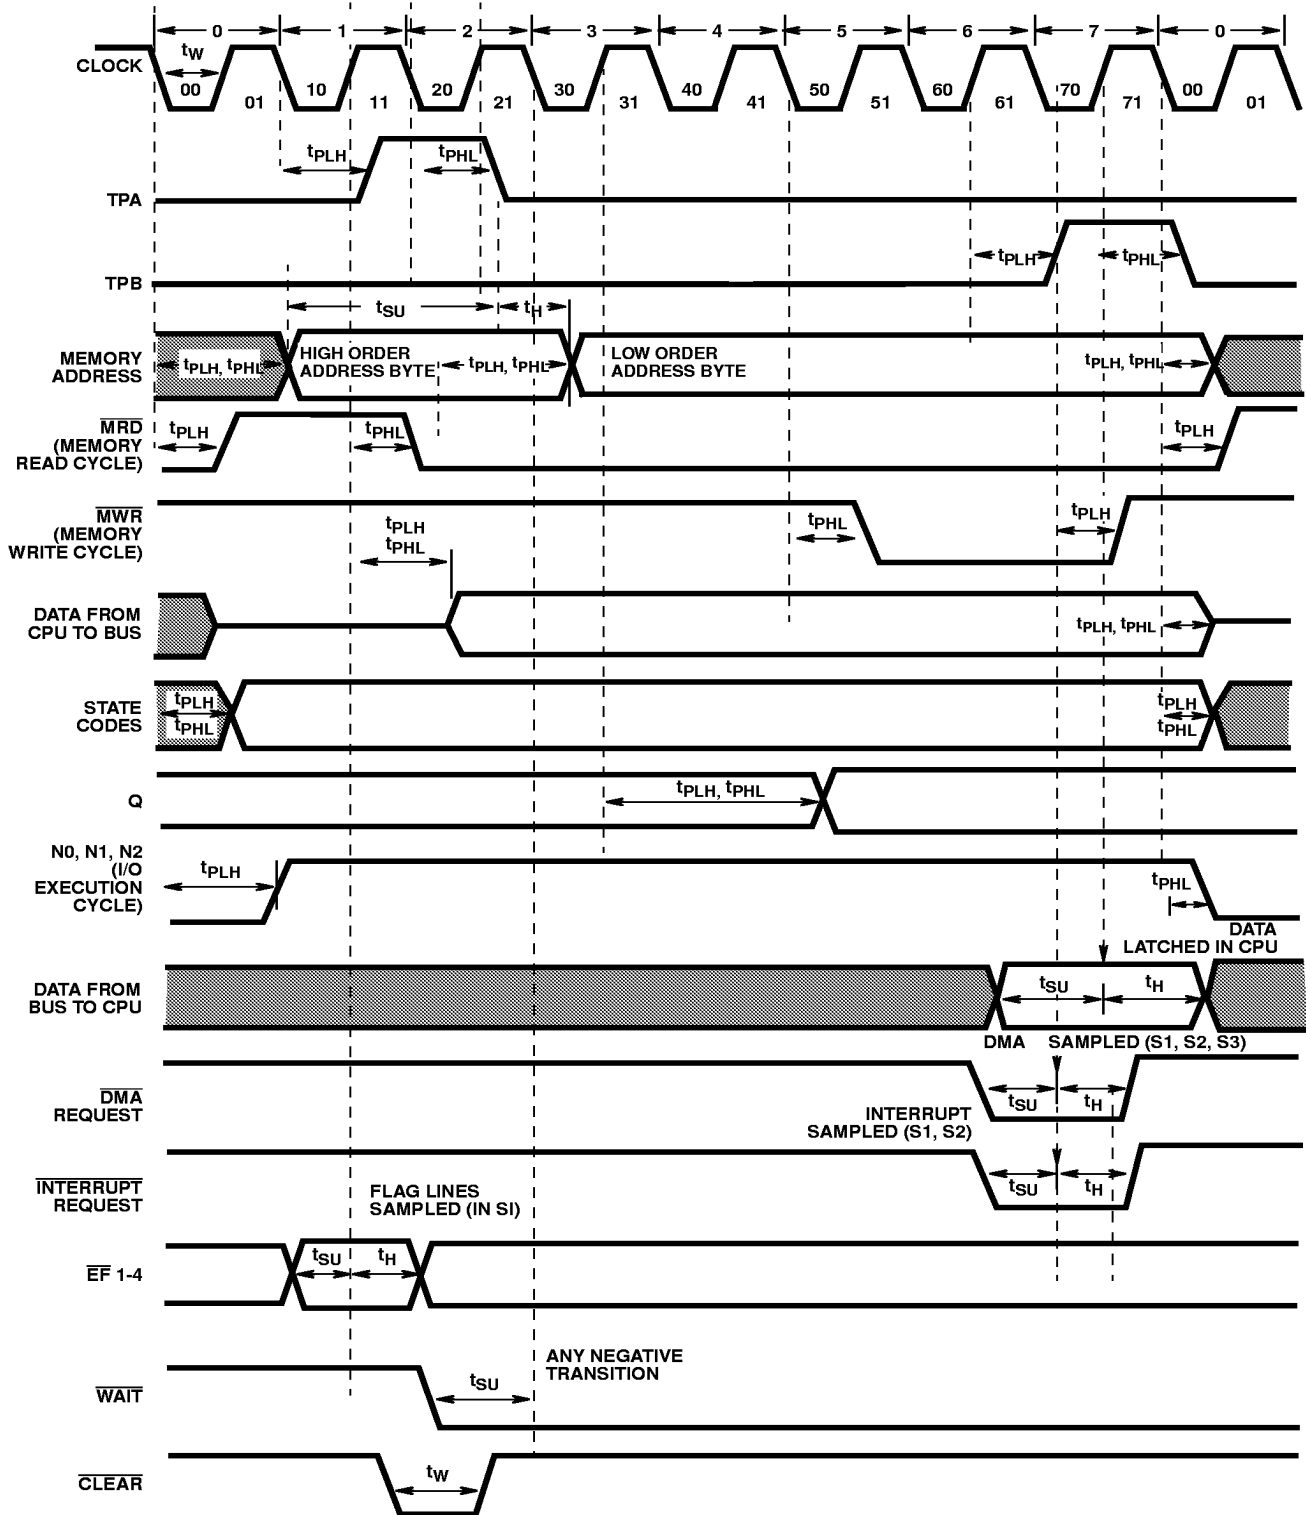 0 1 2 3 4 5 6 7 0
CLOCK
tW
00 01 10 11 20 21 30 31 40 41 50 51 60 61 70 71 00 01
tPLH tPHL
TPA
tPLH tPHL
TPB
tSU tH
MEMORY
ADDRESS
tPLH, tPHL
HIGH ORDER
ADDRESS BYTE
tPLH, tPHL
LOW ORDER
ADDRESS BYTE
tPLH, tPHL
MRD
(MEMORY
READ CYCLE)
tPLH tPHL tPLH
MWR
(MEMORY
WRITE CYCLE)
tPHL tPLH
tPLH
tPHL
DATA FROM
CPU TO BUS
tPLH, tPHL
STATE
CODES
tPLH
tPHL
tPLH
tPHL
Q
tPLH, tPHL
N0, N1, N2
(I/O
EXECUTION
CYCLE)
tPLH tPHL
DATA
LATCHED IN CPU
DATA FROM
BUS TO CPU
tSU tH
DMA SAMPLED (S1, S2, S3)
DMA
REQUEST
tSU tH
INTERRUPT
SAMPLED (S1, S2)
INTERRUPT
REQUEST
tSU tH
FLAG LINES
SAMPLED (IN SI)
EF 1-4
tSU tH
ANY NEGATIVE
TRANSITION
WAIT
tSU
CLEAR
tW